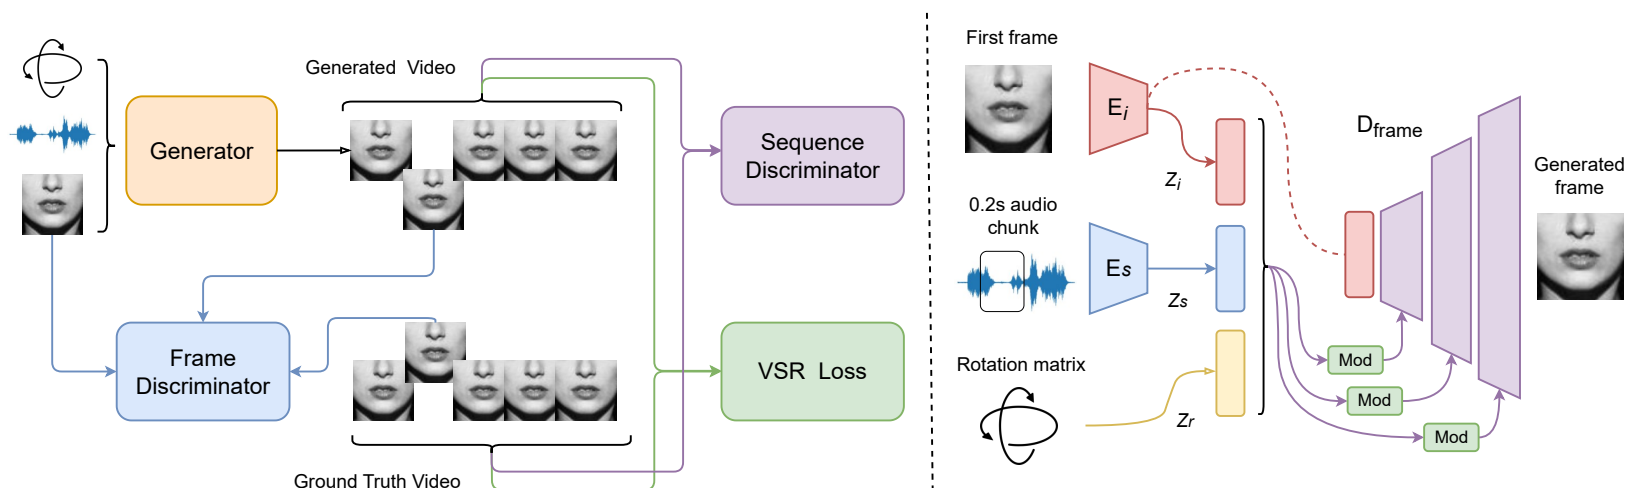 Generated Video
Generator
Sequence
Discriminator
Frame
Discriminator
VSR Loss
Ground Truth Video
First frame
Ei
Zi
0.2s audio
chunk
Es
Zs
Rotation matrix
Zr
Dframe
Generated
frame
Mod
Mod
Mod